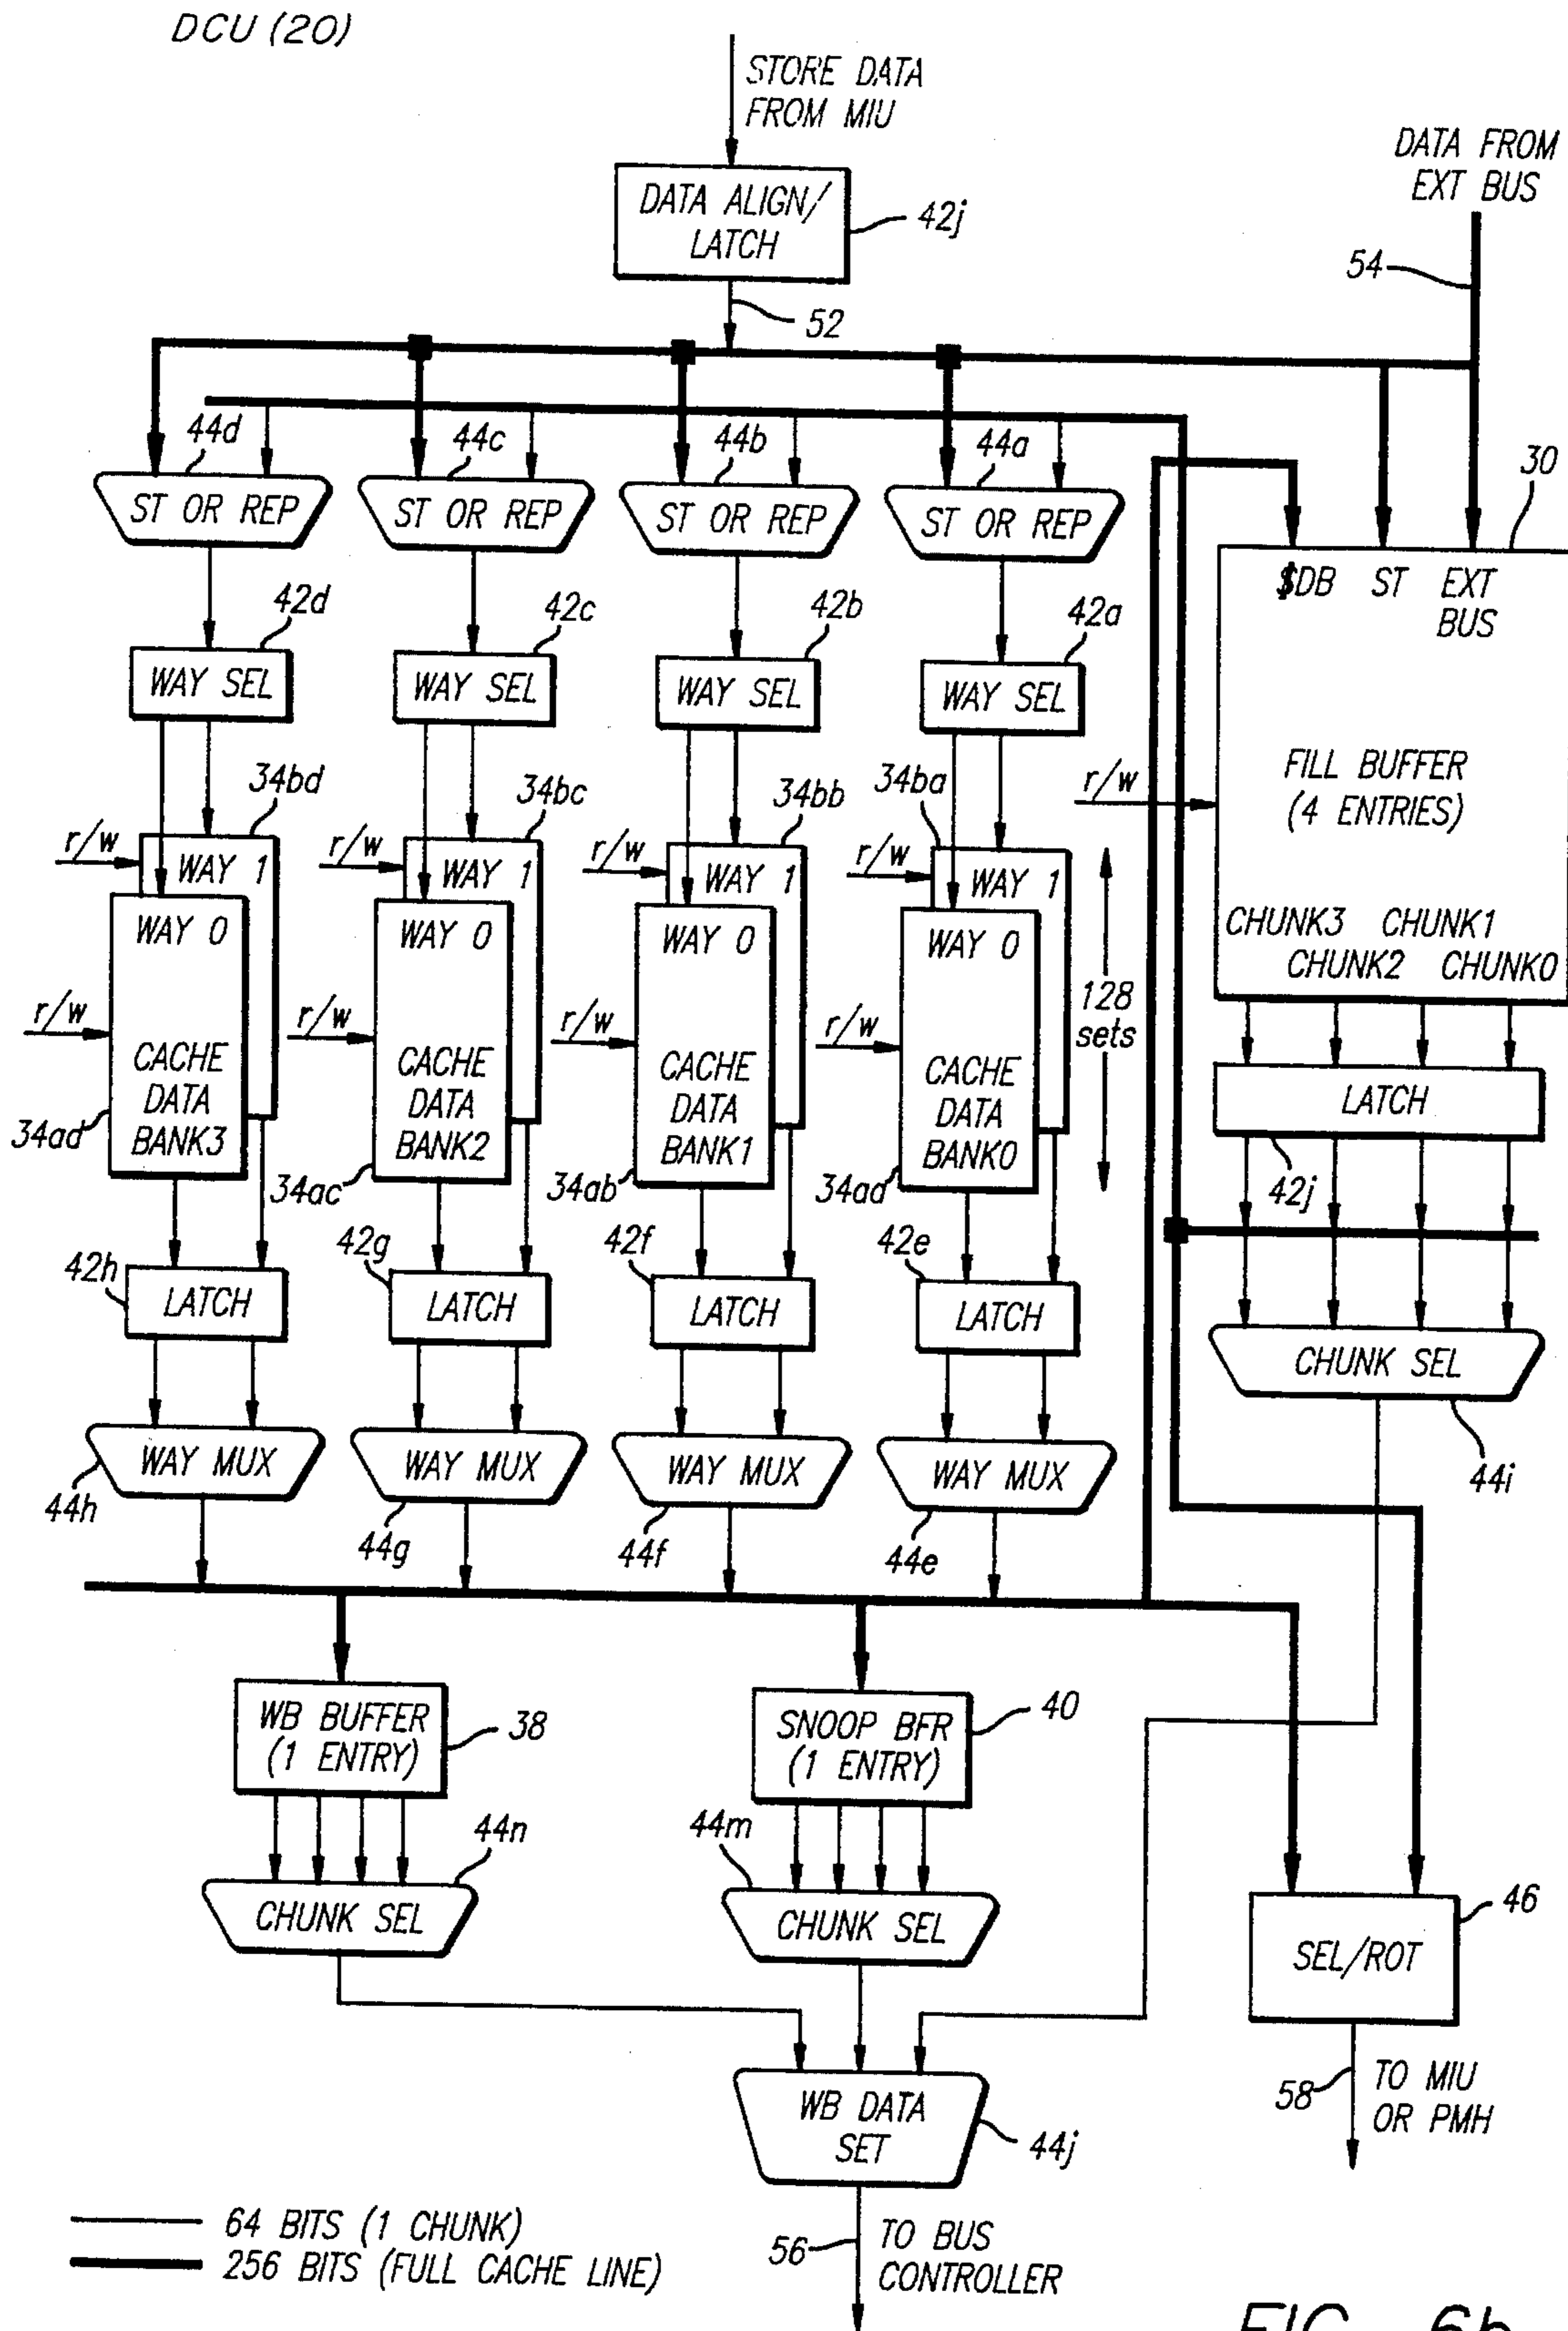 DCU (20)
STORE DATA
FROM MIU
DATA FROM
EXT BUS
DATA ALIGN/
LATCH
42j
54
52
44d
44c
44b
44a
30
ST OR REP
ST OR REP
ST OR REP
ST OR REP
$DB ST EXT
BUS
42d
42c
42b
42a
WAY SEL
WAY SEL
WAY SEL
WAY SEL
34bd
34bc
34bb
34ba
r/w
FILL BUFFER
(4 ENTRIES)
r/w
WAY 1
r/w
WAY 1
r/w
WAY 1
r/w
WAY 1
WAY 0
WAY 0
WAY 0
WAY 0
CHUNK3 CHUNK1
CHUNK2 CHUNK0
r/w
r/w
r/w
r/w
128
sets
CACHE
DATA
BANK3
CACHE
DATA
BANK2
CACHE
DATA
BANK1
CACHE
DATA
BANK0
34ad
34ac
34ab
34aa
LATCH
42j
42h
42g
42f
42e
LATCH
LATCH
LATCH
LATCH
CHUNK SEL
44i
WAY MUX
WAY MUX
WAY MUX
WAY MUX
44h
44g
44f
44e
WB BUFFER
(1 ENTRY)
38
SNOOP BFR
(1 ENTRY)
40
44n
44m
CHUNK SEL
CHUNK SEL
46
SEL/ROT
WB DATA
SET
44j
58
TO MIU
OR PMH
64 BITS (1 CHUNK)
256 BITS (FULL CACHE LINE)
56
TO BUS
CONTROLLER
FIG. 6b